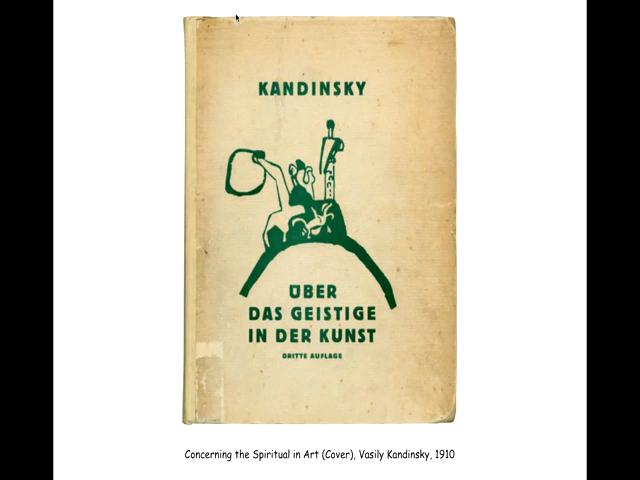 KANDINSKY
ÜBER
DAS GEISTIGE
IN DER KUNST
DRITTE AUFLAGE
Concerning the Spiritual in Art (Cover), Vasily Kandinsky, 1910